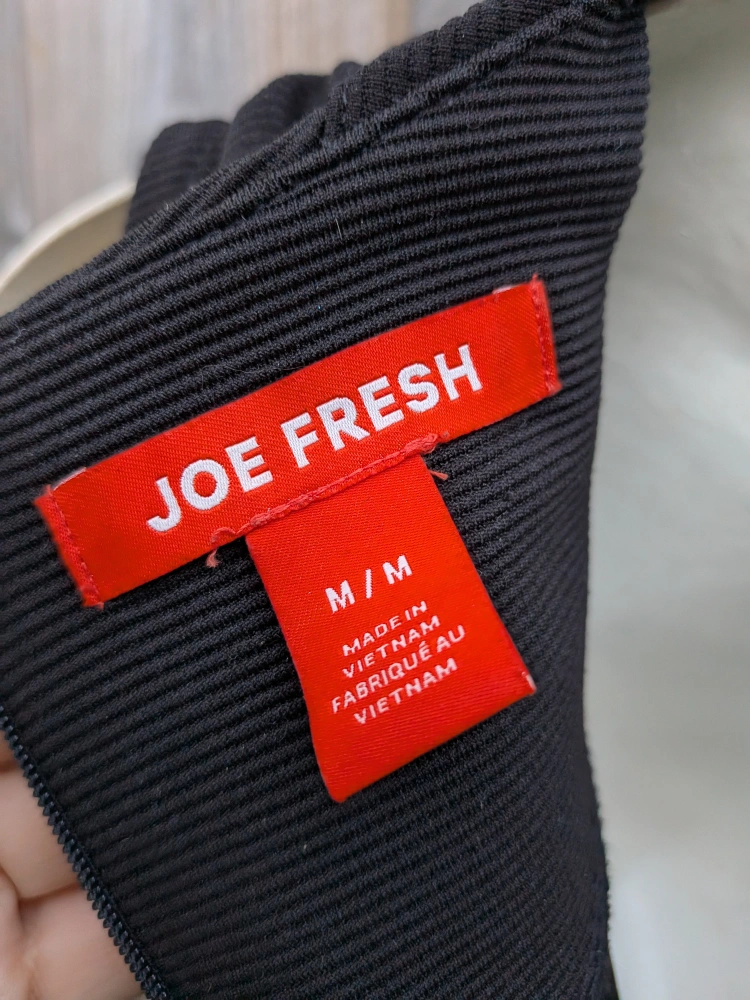 JOE FRESH
M / M
MADE IN
VIETNAM
FABRIQUÉ AU
VIETNAM